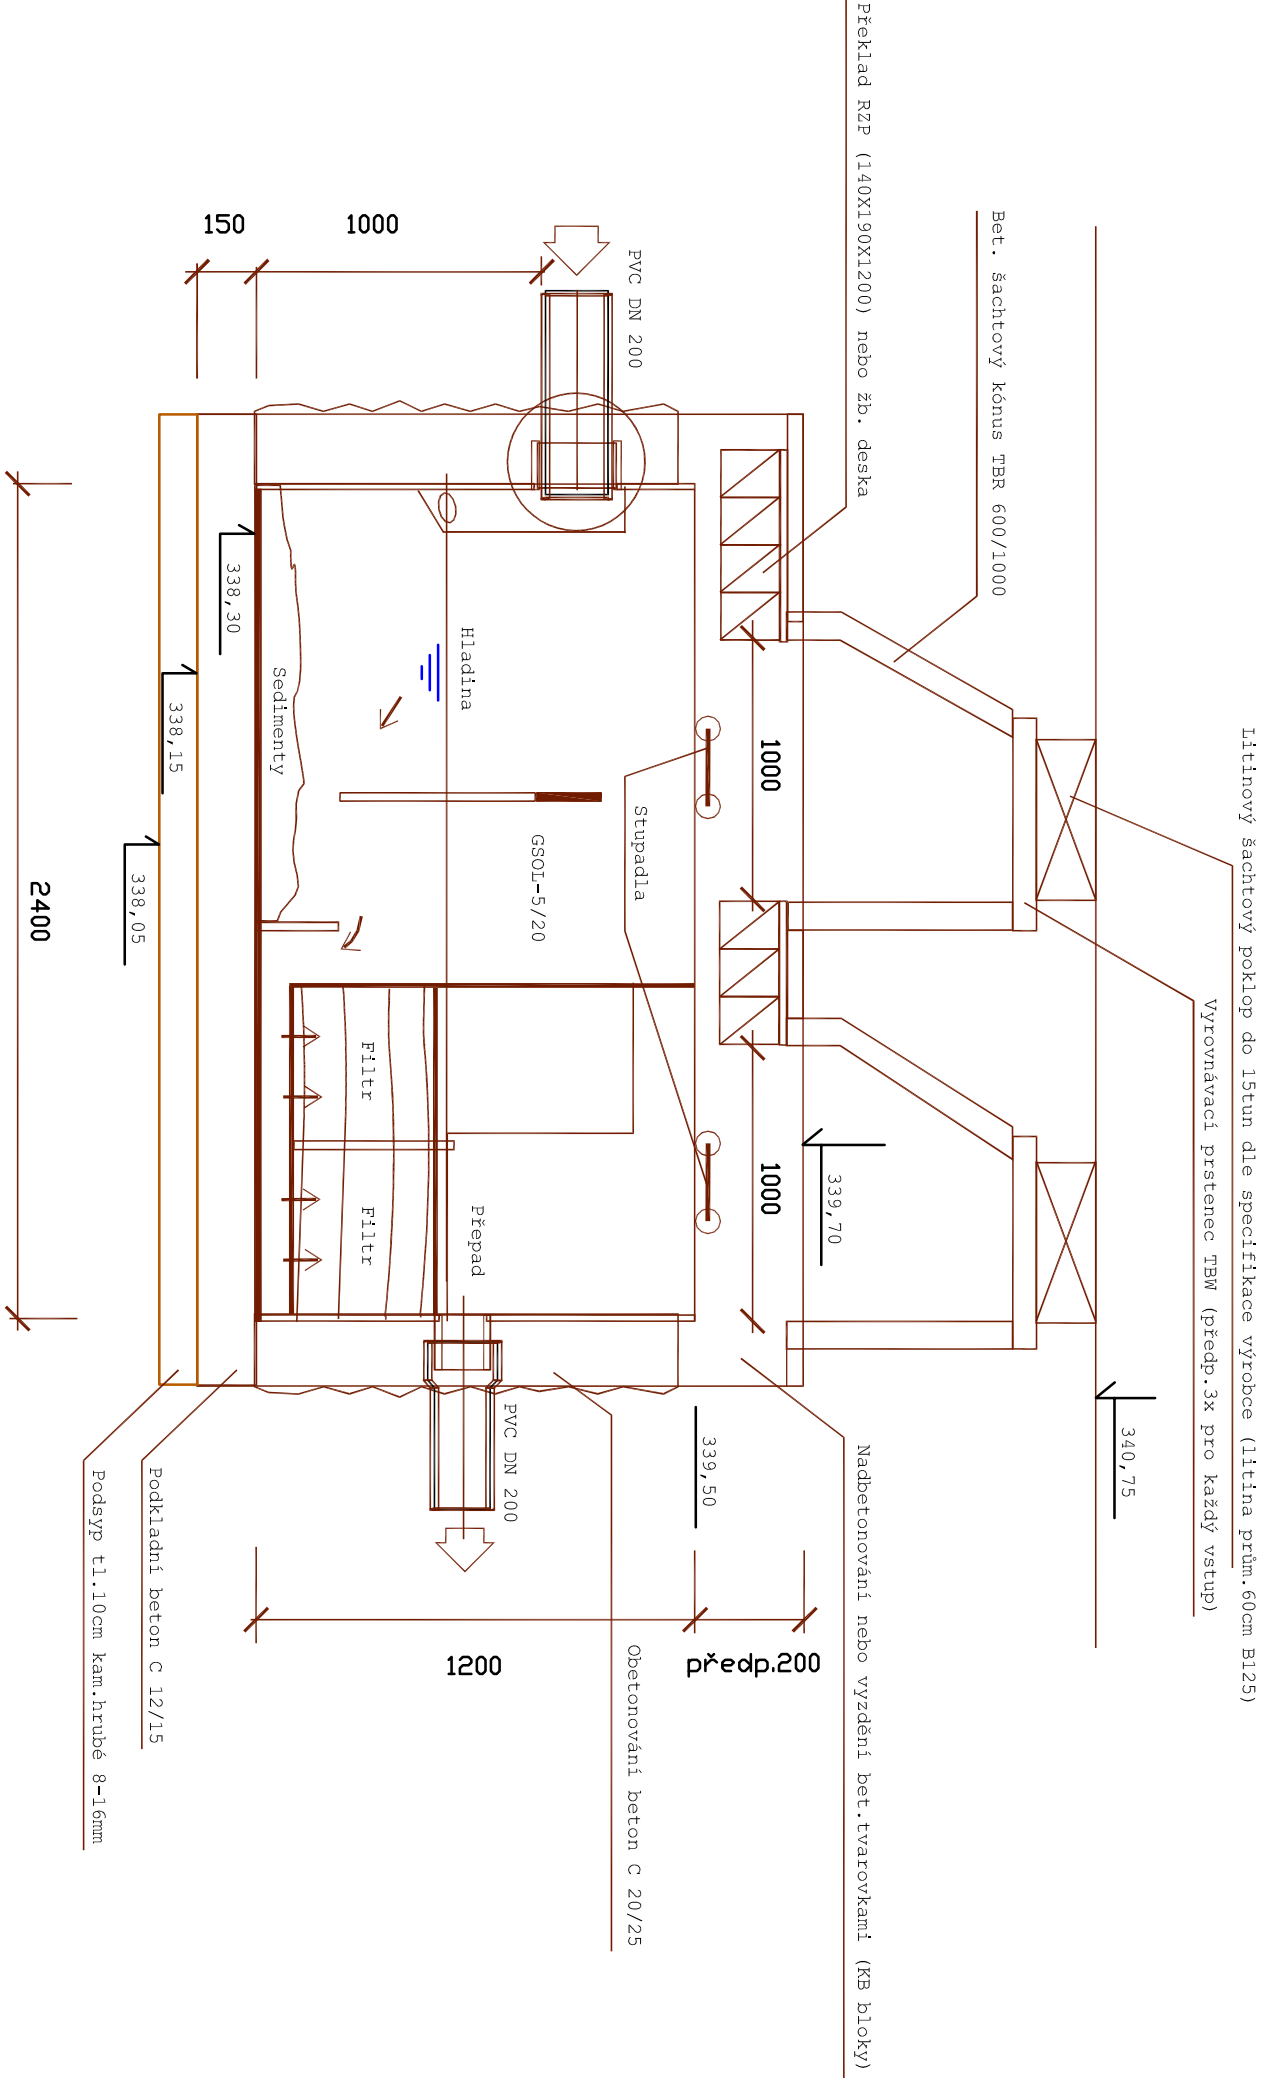 Litinový šachtový poklop do 15tun dle specifikace výrobce (litina prům.60cm B125)
Vyrovnávací prstenec TBW (předp.3x pro každý vstup)
340,75
Bet. šachtový kónus TBR 600/1000
Překlad RZP (140X190X1200) nebo žb. deska
339,70
Nadbetonování nebo vyzdění bet.tvarovkami (KB bloky)
1000
1000
předp.200
339,50
PVC DN 200
Stupadla
Obetonování beton C 20/25
GSOL-5/20
PVC DN 200
Hladina
Přepad
1200
1000
Filtr
Filtr
Sedimenty
150
338,30
338,15
Podkladní beton C 12/15
338,05
Podsyp tl.10cm kam.hrubé 8-16mm
2400